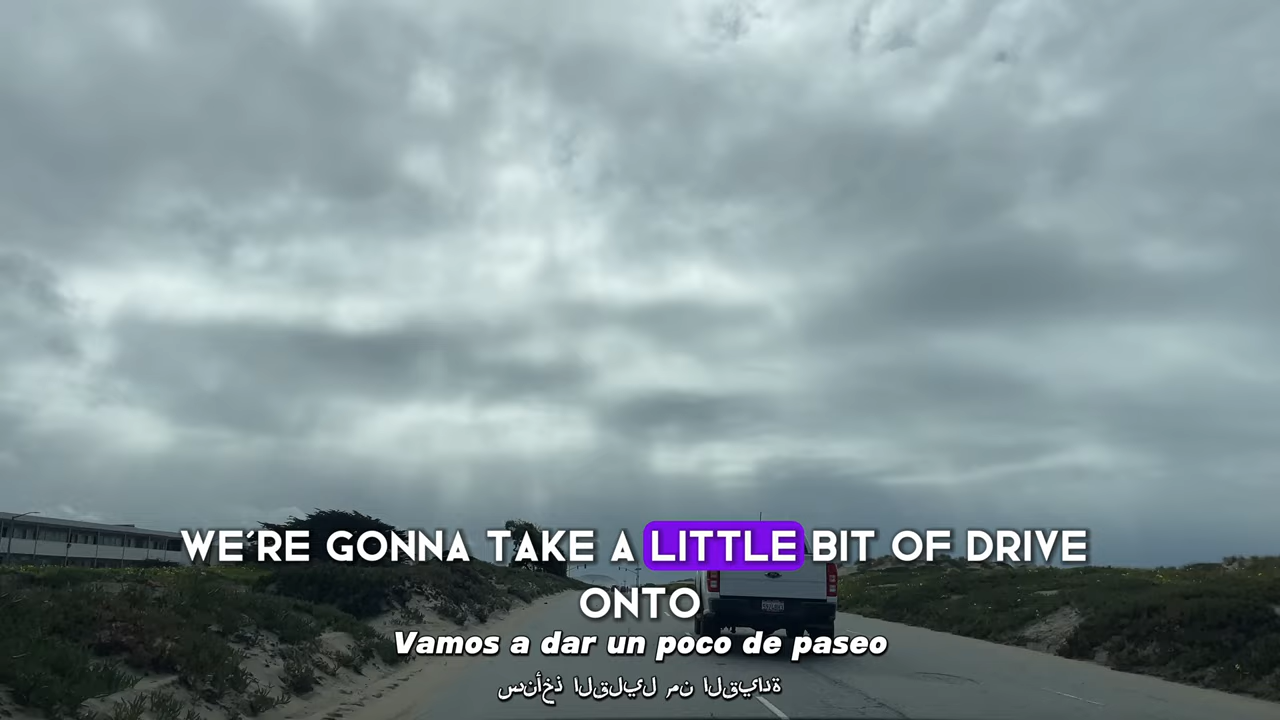 WE'RE GONNA TAKE A LITTLE BIT OF DRIVE
ONTO
Vamos a dar un poco de paseo
سنأخذ القليل من القيادة